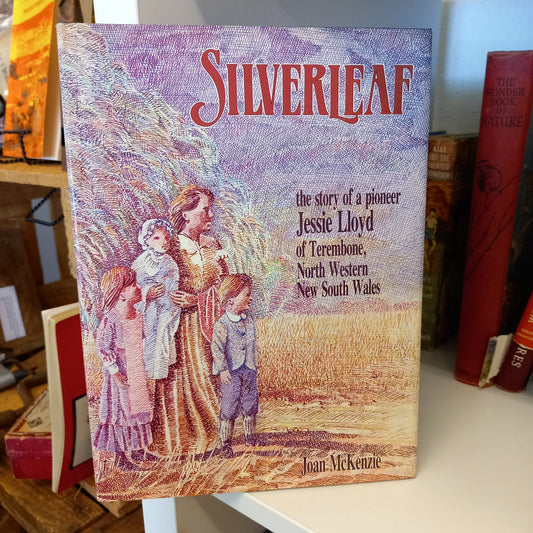 SILVERLEAF
the story of a pioneer
Jessie Lloyd
of Terembone,
North Western
New South Wales
Joan McKenzie
THE
WONDER
BOOK
OF
NATURE